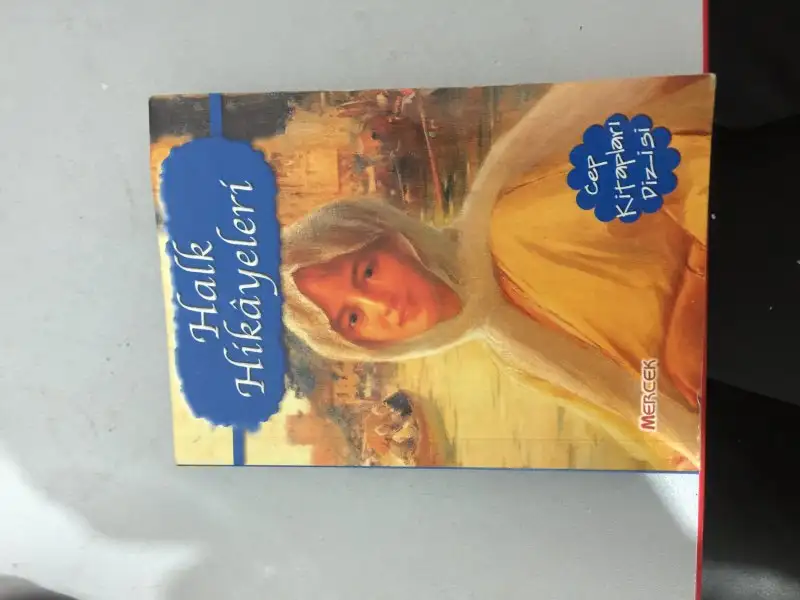 Halk
Hikâyeleri
Cep
Kitapları
Dizisi
MERCEK